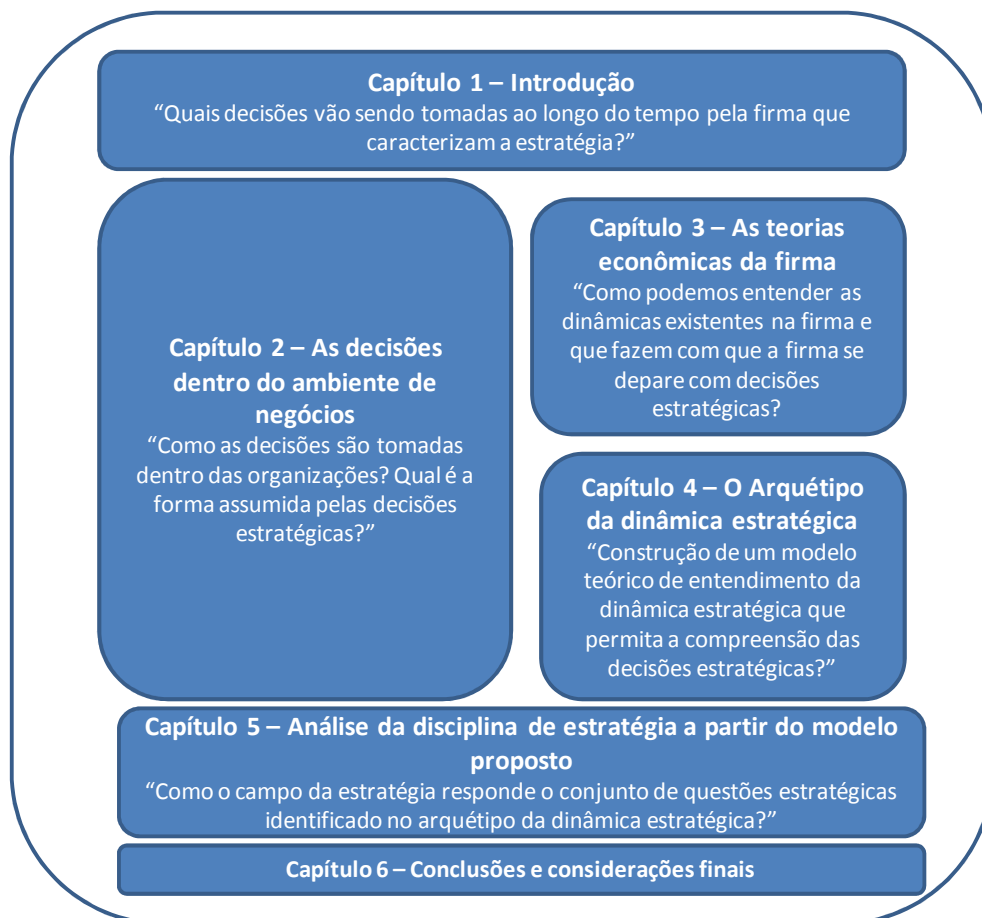 Capítulo 1 – Introdução
“Quais decisões vão sendo tomadas ao longo do tempo pela firma que
caracterizam a estratégia?”
Capítulo 2 – As decisões
dentro do ambiente de
negócios
“Como as decisões são tomadas
dentro das organizações? Qual é a
forma assumida pelas decisões
estratégicas?”
Capítulo 3 – As teorias
econômicas da firma
“Como podemos entender as
dinâmicas existentes na firma e
que fazem com que a firma se
depare com decisões
estratégicas?
Capítulo 4 – O Arquétipo
da dinâmica estratégica
“Construção de um modelo
teórico de entendimento da
dinâmica estratégica que
permita a compreensão das
decisões estratégicas?”
Capítulo 5 – Análise da disciplina de estratégia a partir do modelo
proposto
“Como o campo da estratégia responde o conjunto de questões estratégicas
identificado no arquétipo da dinâmica estratégica?”
Capítulo 6 – Conclusões e considerações finais